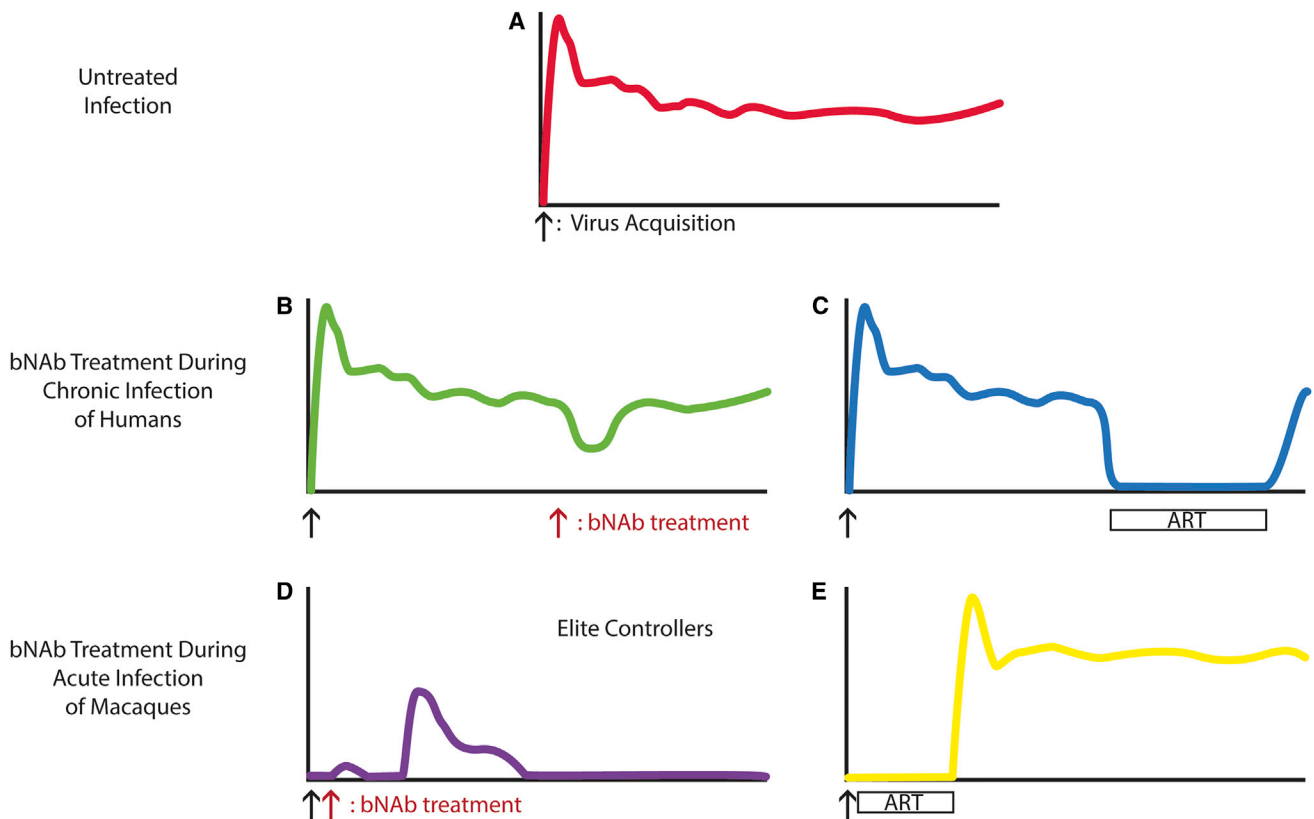 A
Untreated
Infection
↑: Virus Acquisition
B
C
bNAb Treatment During
Chronic Infection
of Humans
↑ : bNAb treatment
ART
D
E
Elite Controllers
bNAb Treatment During
Acute Infection
of Macaques
↑ : bNAb treatment
ART